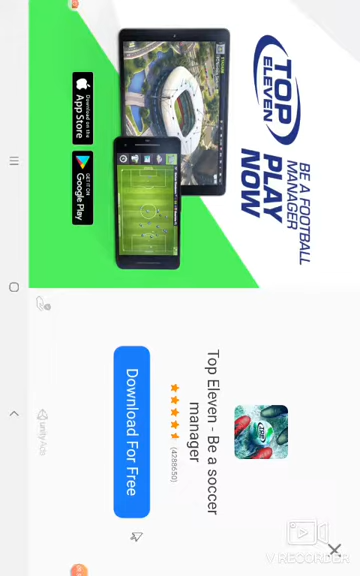 TOP
ELEVEN
BE A FOOTBALL
MANAGER
PLAY
NOW
Download on the
App Store
GET IT ON
Google Play
Top Eleven - Be a soccer
manager
(4288650)
Download For Free
unity Ads
V RECORDER